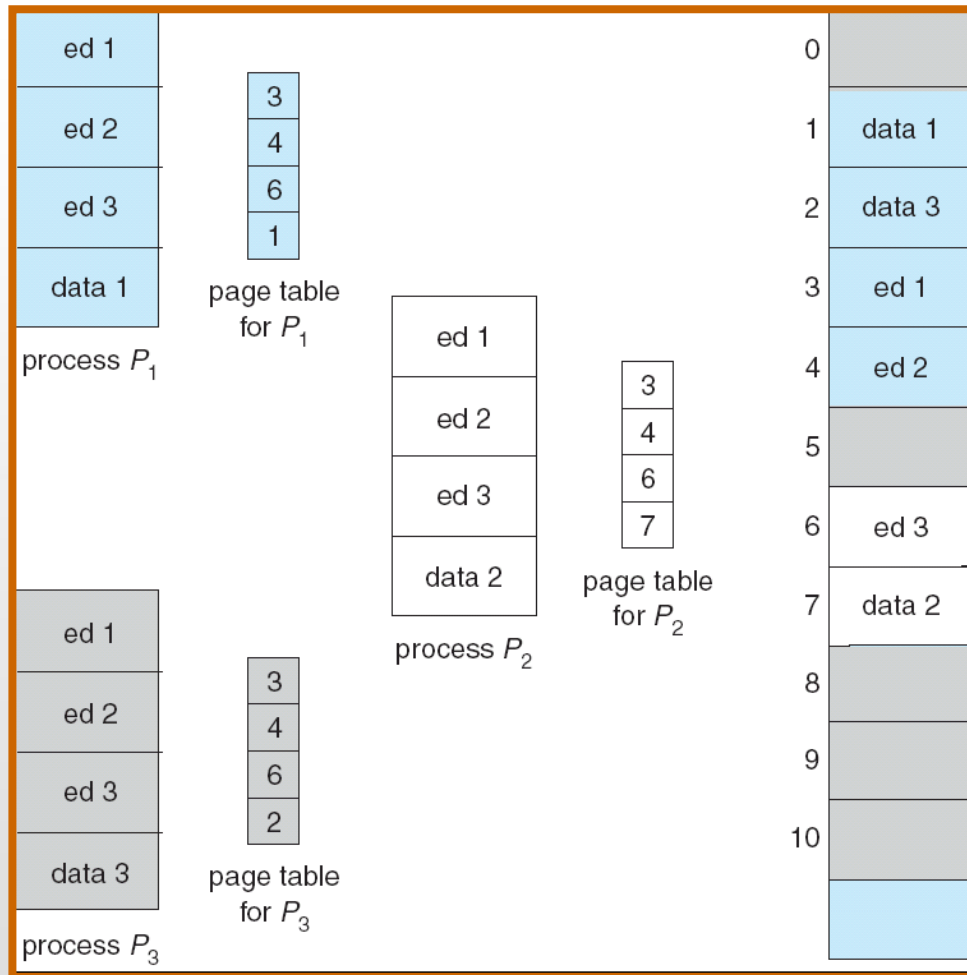 ed 1
ed 2
ed 3
data 1
process P1
3
4
6
1
page table
for P1
ed 1
ed 2
ed 3
data 2
process P2
3
4
6
7
page table
for P2
ed 1
ed 2
ed 3
data 3
process P3
3
4
6
2
page table
for P3
0
1 data 1
2 data 3
3 ed 1
4 ed 2
5
6 ed 3
7 data 2
8
9
10